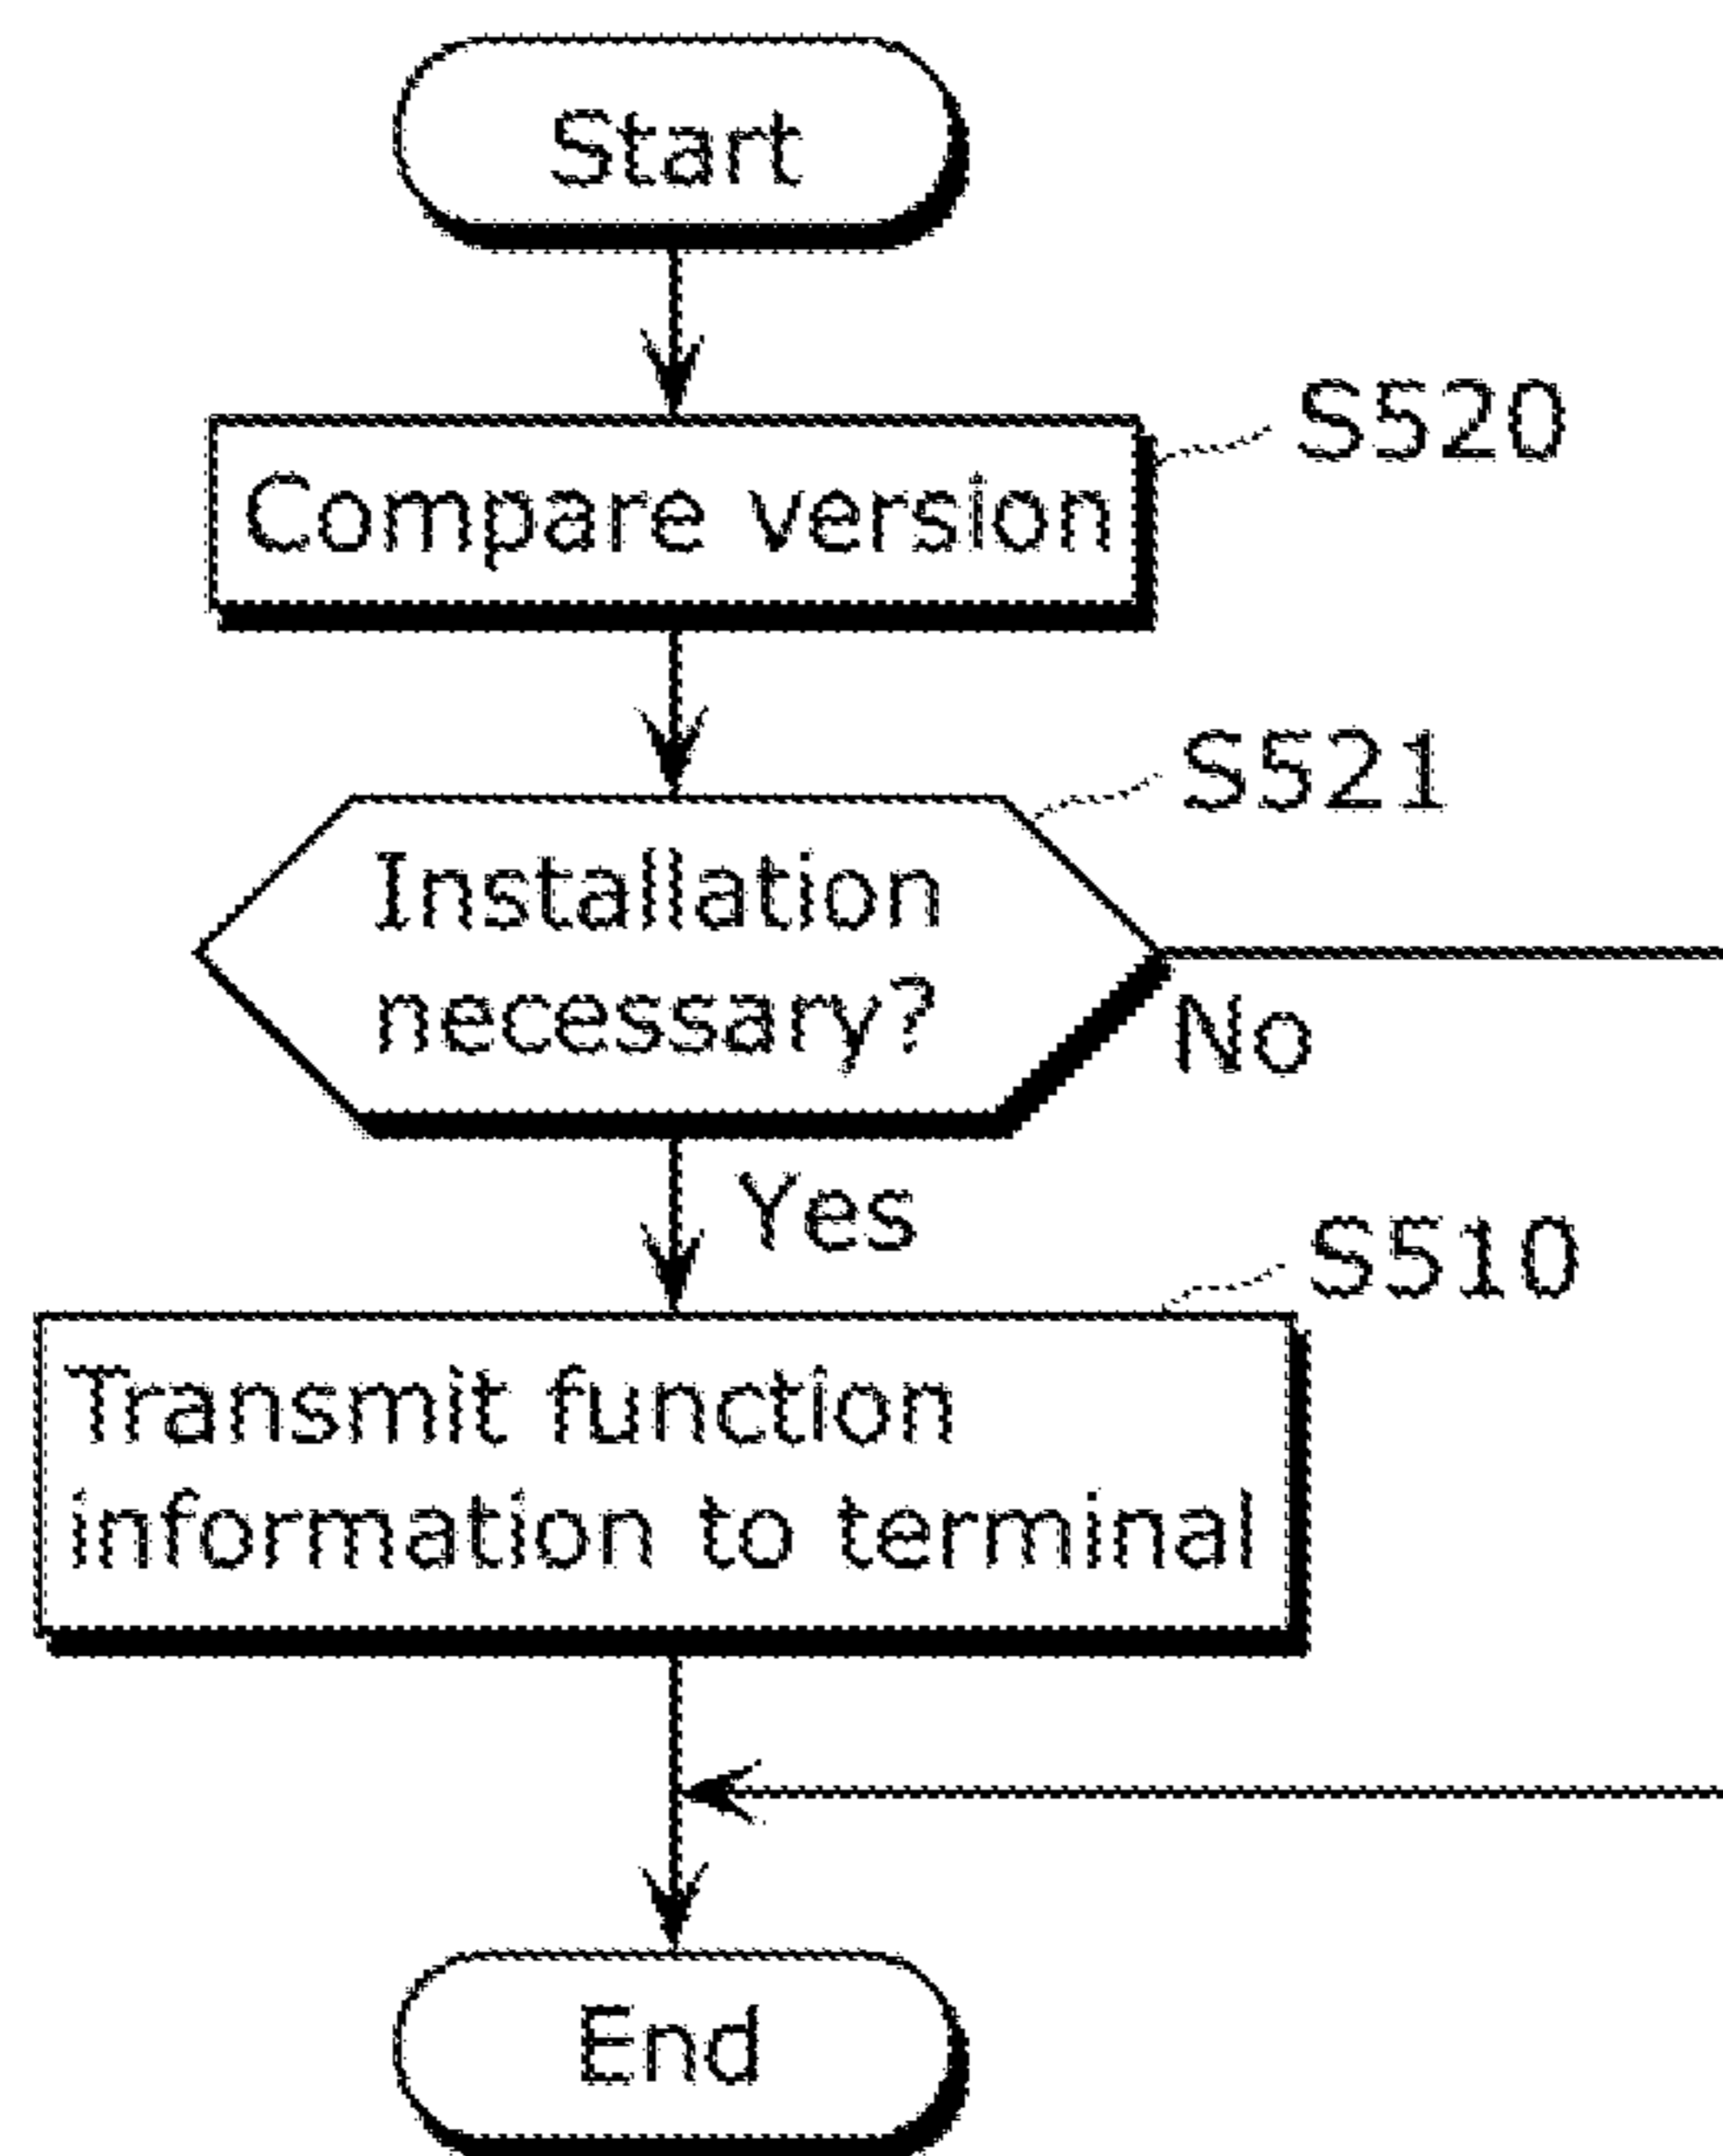 Start
S520
Compare version
S521
Installation
necessary?
No
Yes
S510
Transmit function
information to terminal
End